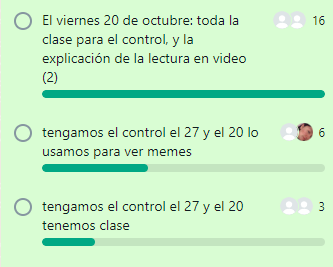 El viernes 20 de octubre: toda la
16
clase para el control, y la
explicación de la lectura en video
(2)
tengamos el control el 27 y el 20 lo
6
usamos para ver memes
tengamos el control el 27 y el 20
3
tenemos clase